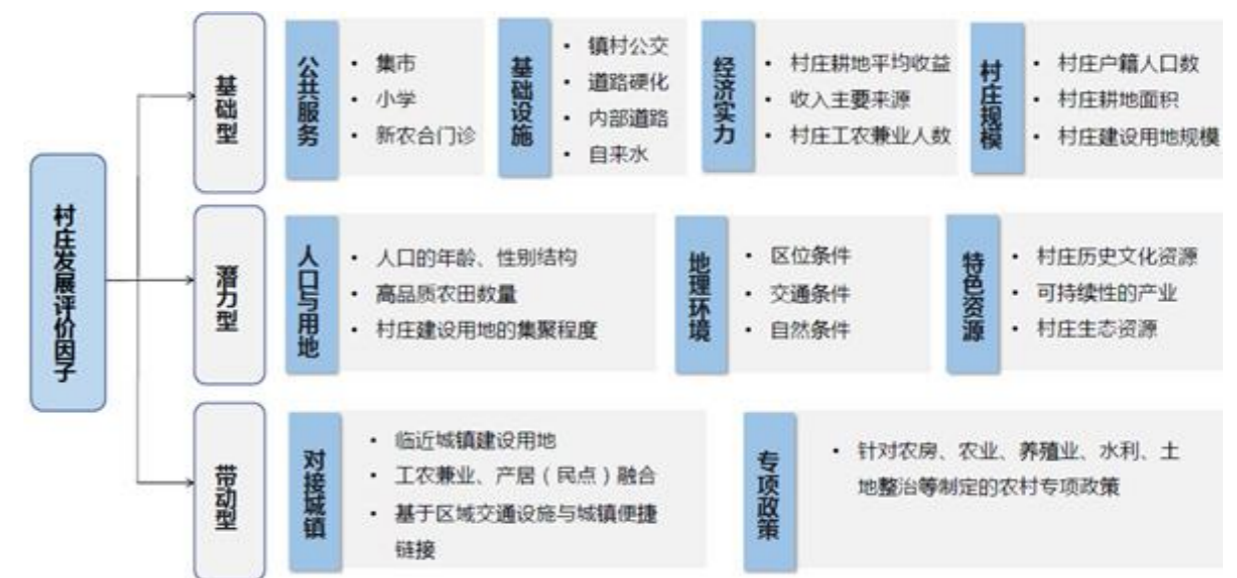 村庄发展评价因子
基础型
公共服务
• 集市
• 小学
• 新农合门诊
基础设施
• 镇村公交
• 道路硬化
• 内部道路
• 自来水
经济实力
• 村庄耕地平均收益
• 收入主要来源
• 村庄工农兼业人数
村庄规模
• 村庄户籍人口数
• 村庄耕地面积
• 村庄建设用地规模
潜力型
人口与用地
• 人口的年龄、性别结构
• 高品质农田数量
• 村庄建设用地的集聚程度
地理环境
• 区位条件
• 交通条件
• 自然条件
特色资源
• 村庄历史文化资源
• 可持续性的产业
• 村庄生态资源
带动型
对接城镇
• 临近城镇建设用地
• 工农兼业、产居（民点）融合
• 基于区域交通设施与城镇便捷
链接
专项政策
• 针对农房、农业、养殖业、水利、土
地整治等制定的农村专项政策